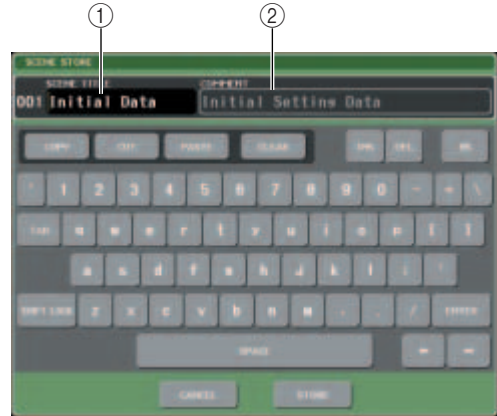 ① ②
SCENE STORE
SCENE TITLE COMMENT
001 Initial Data Initial Setting Data
COPY CUT PASTE CLEAR INS DEL BS
1 2 3 4 5 6 7 8 9 0 - = \
TAB q w e r t y u i o p [ ]
a s d f g h j k l ; '
SHIFT LOCK z x c v b n m , . / ENTER
SPACE
CANCEL STORE